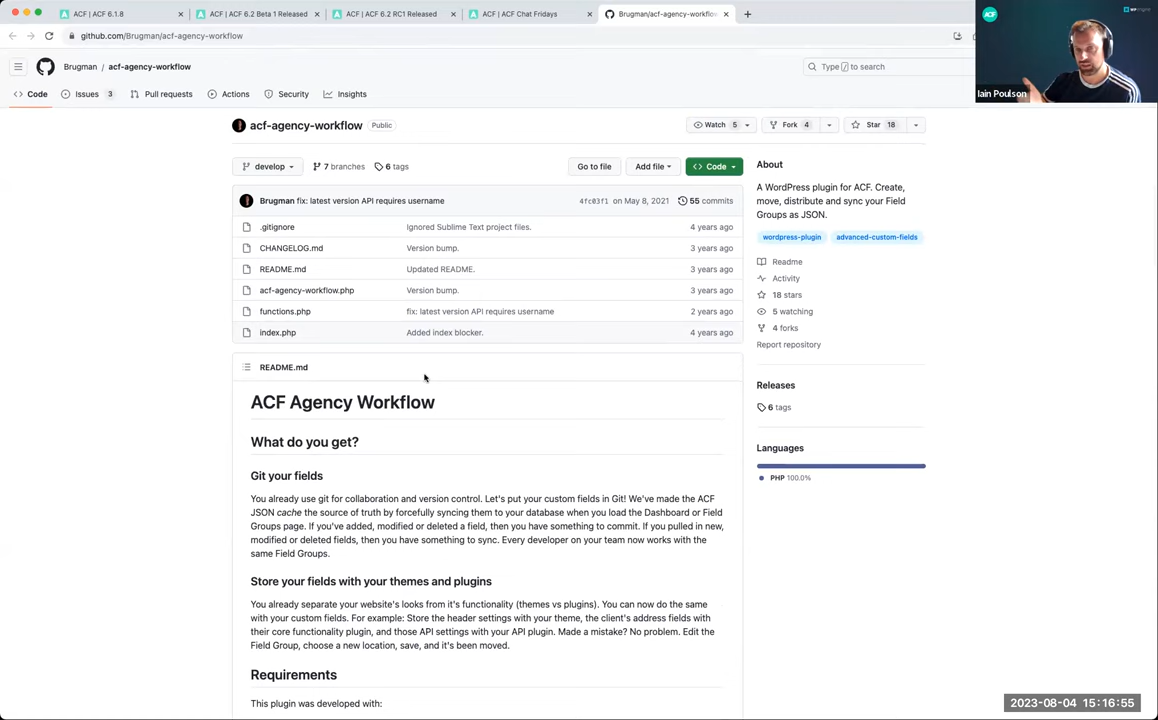 ACF | ACF 6.1.8
ACF | ACF 6.2 Beta 1 Released
ACF | ACF 6.2 RC1 Released
ACF | ACF Chat Fridays
Brugman/acf-agency-workflow
github.com/Brugman/acf-agency-workflow
ACF
WP engine
Iain Poulson
Brugman / acf-agency-workflow
Type / to search
Code
Issues 3
Pull requests
Actions
Security
Insights
acf-agency-workflow Public
Watch 5
Fork 4
Star 18
develop
7 branches
6 tags
Go to file
Add file
Code
Brugman fix: latest version API requires username
4fc03f1 on May 8, 2021
55 commits
.gitignore Ignored Sublime Text project files. 4 years ago
CHANGELOG.md Version bump. 3 years ago
README.md Updated README. 3 years ago
acf-agency-workflow.php Version bump. 3 years ago
functions.php fix: latest version API requires username 2 years ago
index.php Added index blocker. 4 years ago
README.md
ACF Agency Workflow
What do you get?
Git your fields
You already use git for collaboration and version control. Let's put your custom fields in Git! We've made the ACF
JSON cache the source of truth by forcefully syncing them to your database when you load the Dashboard or Field
Groups page. If you've added, modified or deleted a field, then you have something to commit. If you pulled in new,
modified or deleted fields, then you have something to sync. Every developer on your team now works with the
same Field Groups.
Store your fields with your themes and plugins
You already separate your website's looks from it's functionality (themes vs plugins). You can now do the same
with your custom fields. For example: Store the header settings with your theme, the client's address fields with
their core functionality plugin, and those API settings with your API plugin. Made a mistake? No problem. Edit the
Field Group, choose a new location, save, and it's been moved.
Requirements
This plugin was developed with:
About
A WordPress plugin for ACF. Create,
move, distribute and sync your Field
Groups as JSON.
wordpress-plugin advanced-custom-fields
Readme
Activity
18 stars
5 watching
4 forks
Report repository
Releases
6 tags
Languages
PHP 100.0%
2023-08-04 15:16:55